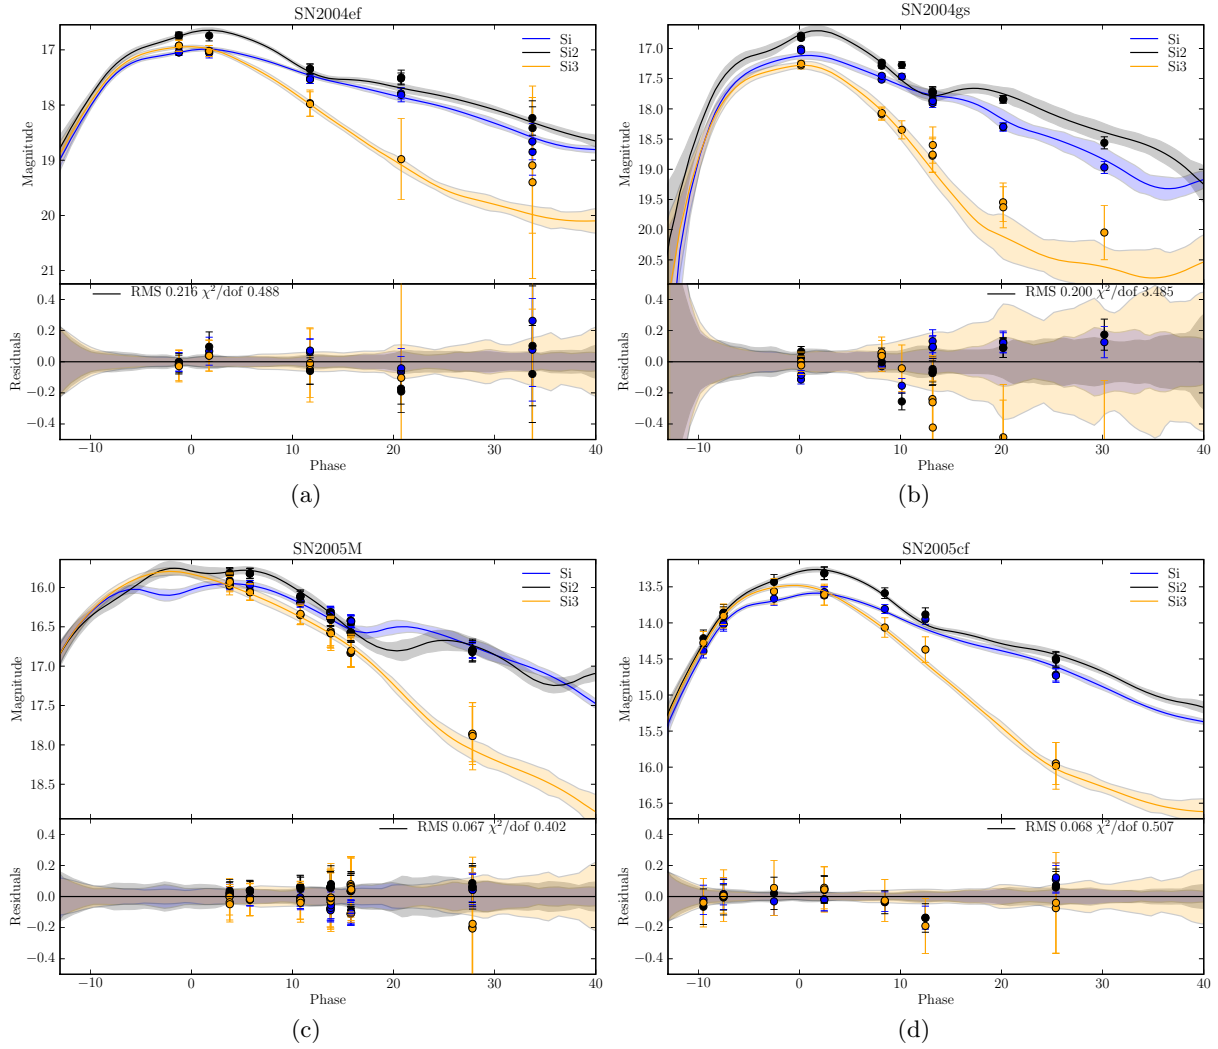 SN2004ef
Si
Si2
Si3
Magnitude
17
18
19
20
21
RMS 0.216 χ²/dof 0.488
Residuals
0.4
0.2
0.0
−0.2
−0.4
−10 0 10 20 30 40
Phase
(a)
SN2004gs
Si
Si2
Si3
Magnitude
17.0
17.5
18.0
18.5
19.0
19.5
20.0
20.5
RMS 0.200 χ²/dof 3.485
Residuals
0.4
0.2
0.0
−0.2
−0.4
−10 0 10 20 30 40
Phase
(b)
SN2005M
Si
Si2
Si3
Magnitude
16.0
16.5
17.0
17.5
18.0
18.5
RMS 0.067 χ²/dof 0.402
Residuals
0.4
0.2
0.0
−0.2
−0.4
−10 0 10 20 30 40
Phase
(c)
SN2005cf
Si
Si2
Si3
Magnitude
13.5
14.0
14.5
15.0
15.5
16.0
16.5
RMS 0.068 χ²/dof 0.507
Residuals
0.4
0.2
0.0
−0.2
−0.4
−10 0 10 20 30 40
Phase
(d)